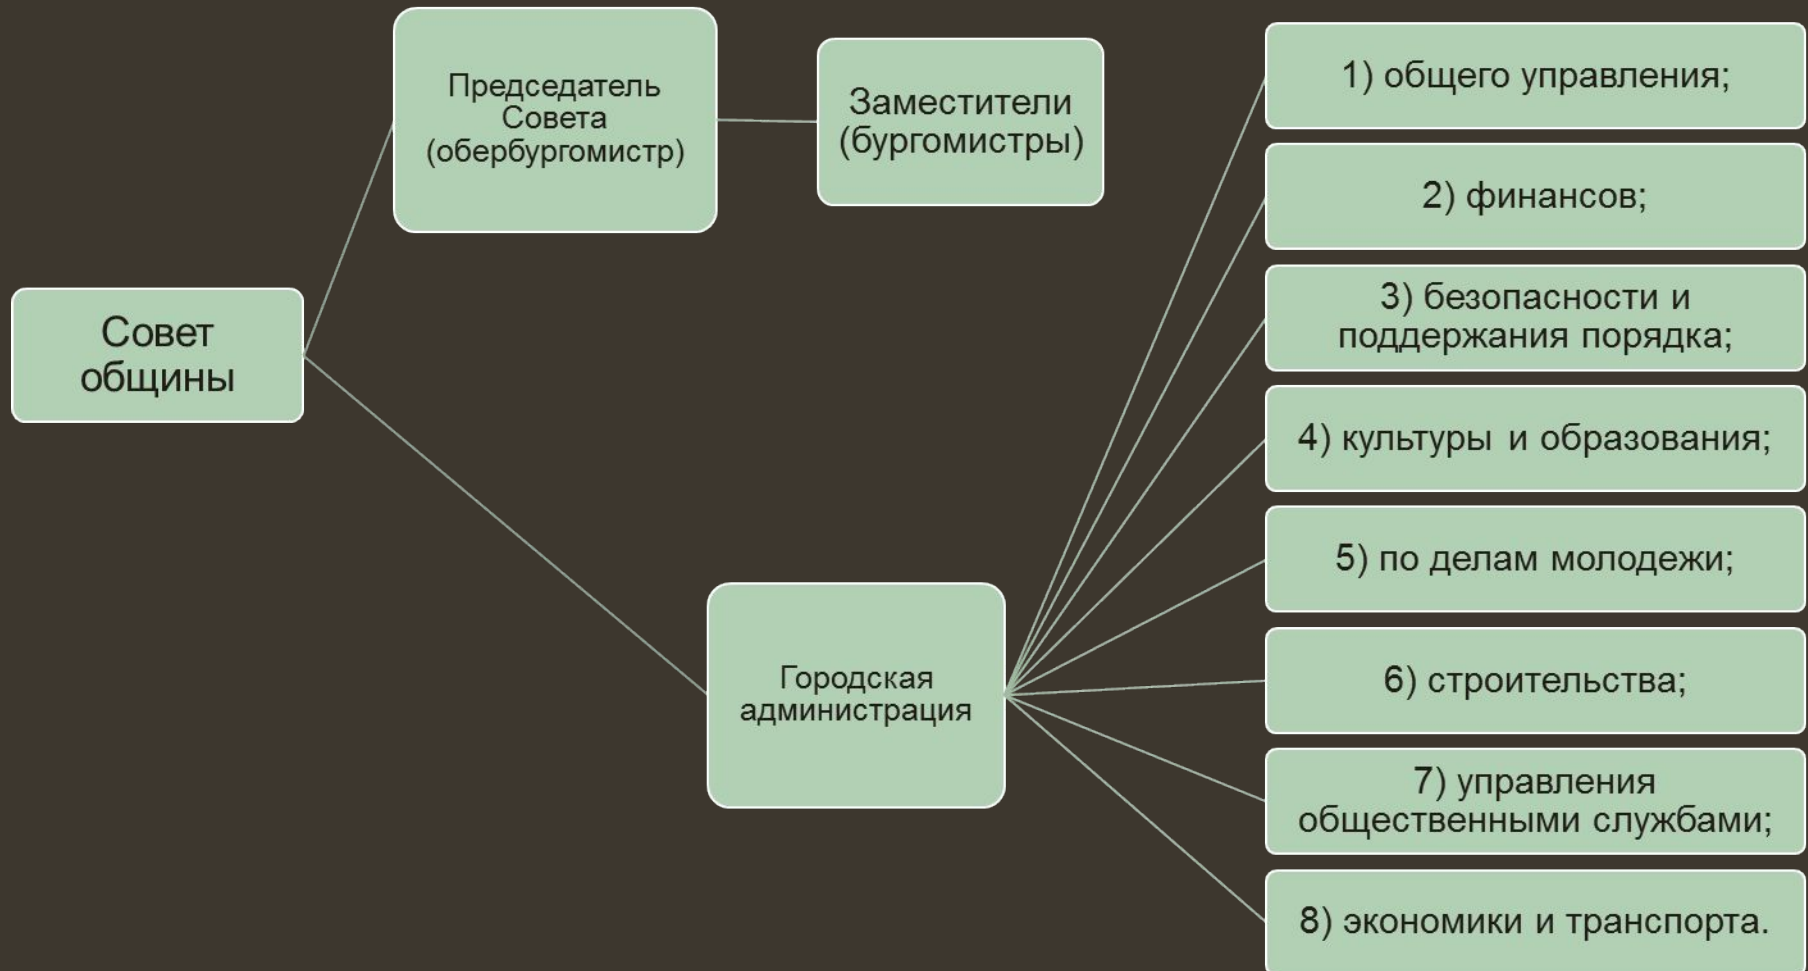 Совет
общины
Председатель
Совета
(обербургомистр)
Заместители
(бургомистры)
Городская
администрация
1) общего управления;
2) финансов;
3) безопасности и
поддержания порядка;
4) культуры и образования;
5) по делам молодежи;
6) строительства;
7) управления
общественными службами;
8) экономики и транспорта.